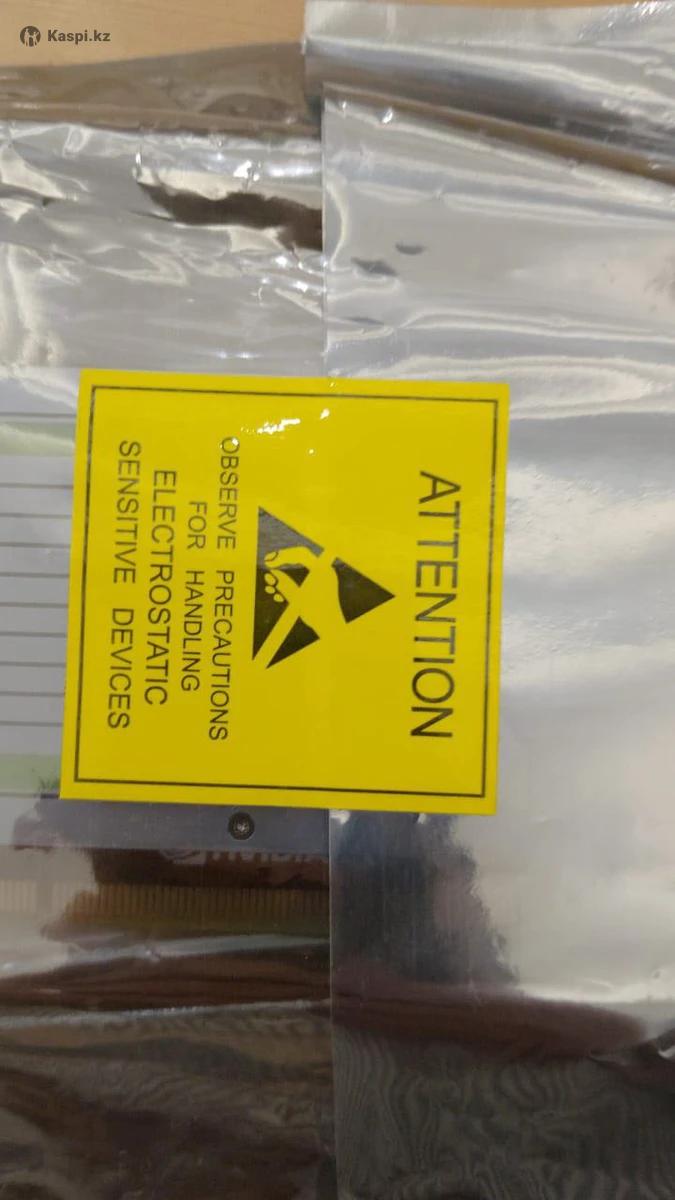 Kaspi.kz
ATTENTION
OBSERVE PRECAUTIONS
FOR HANDLING
ELECTROSTATIC
SENSITIVE DEVICES